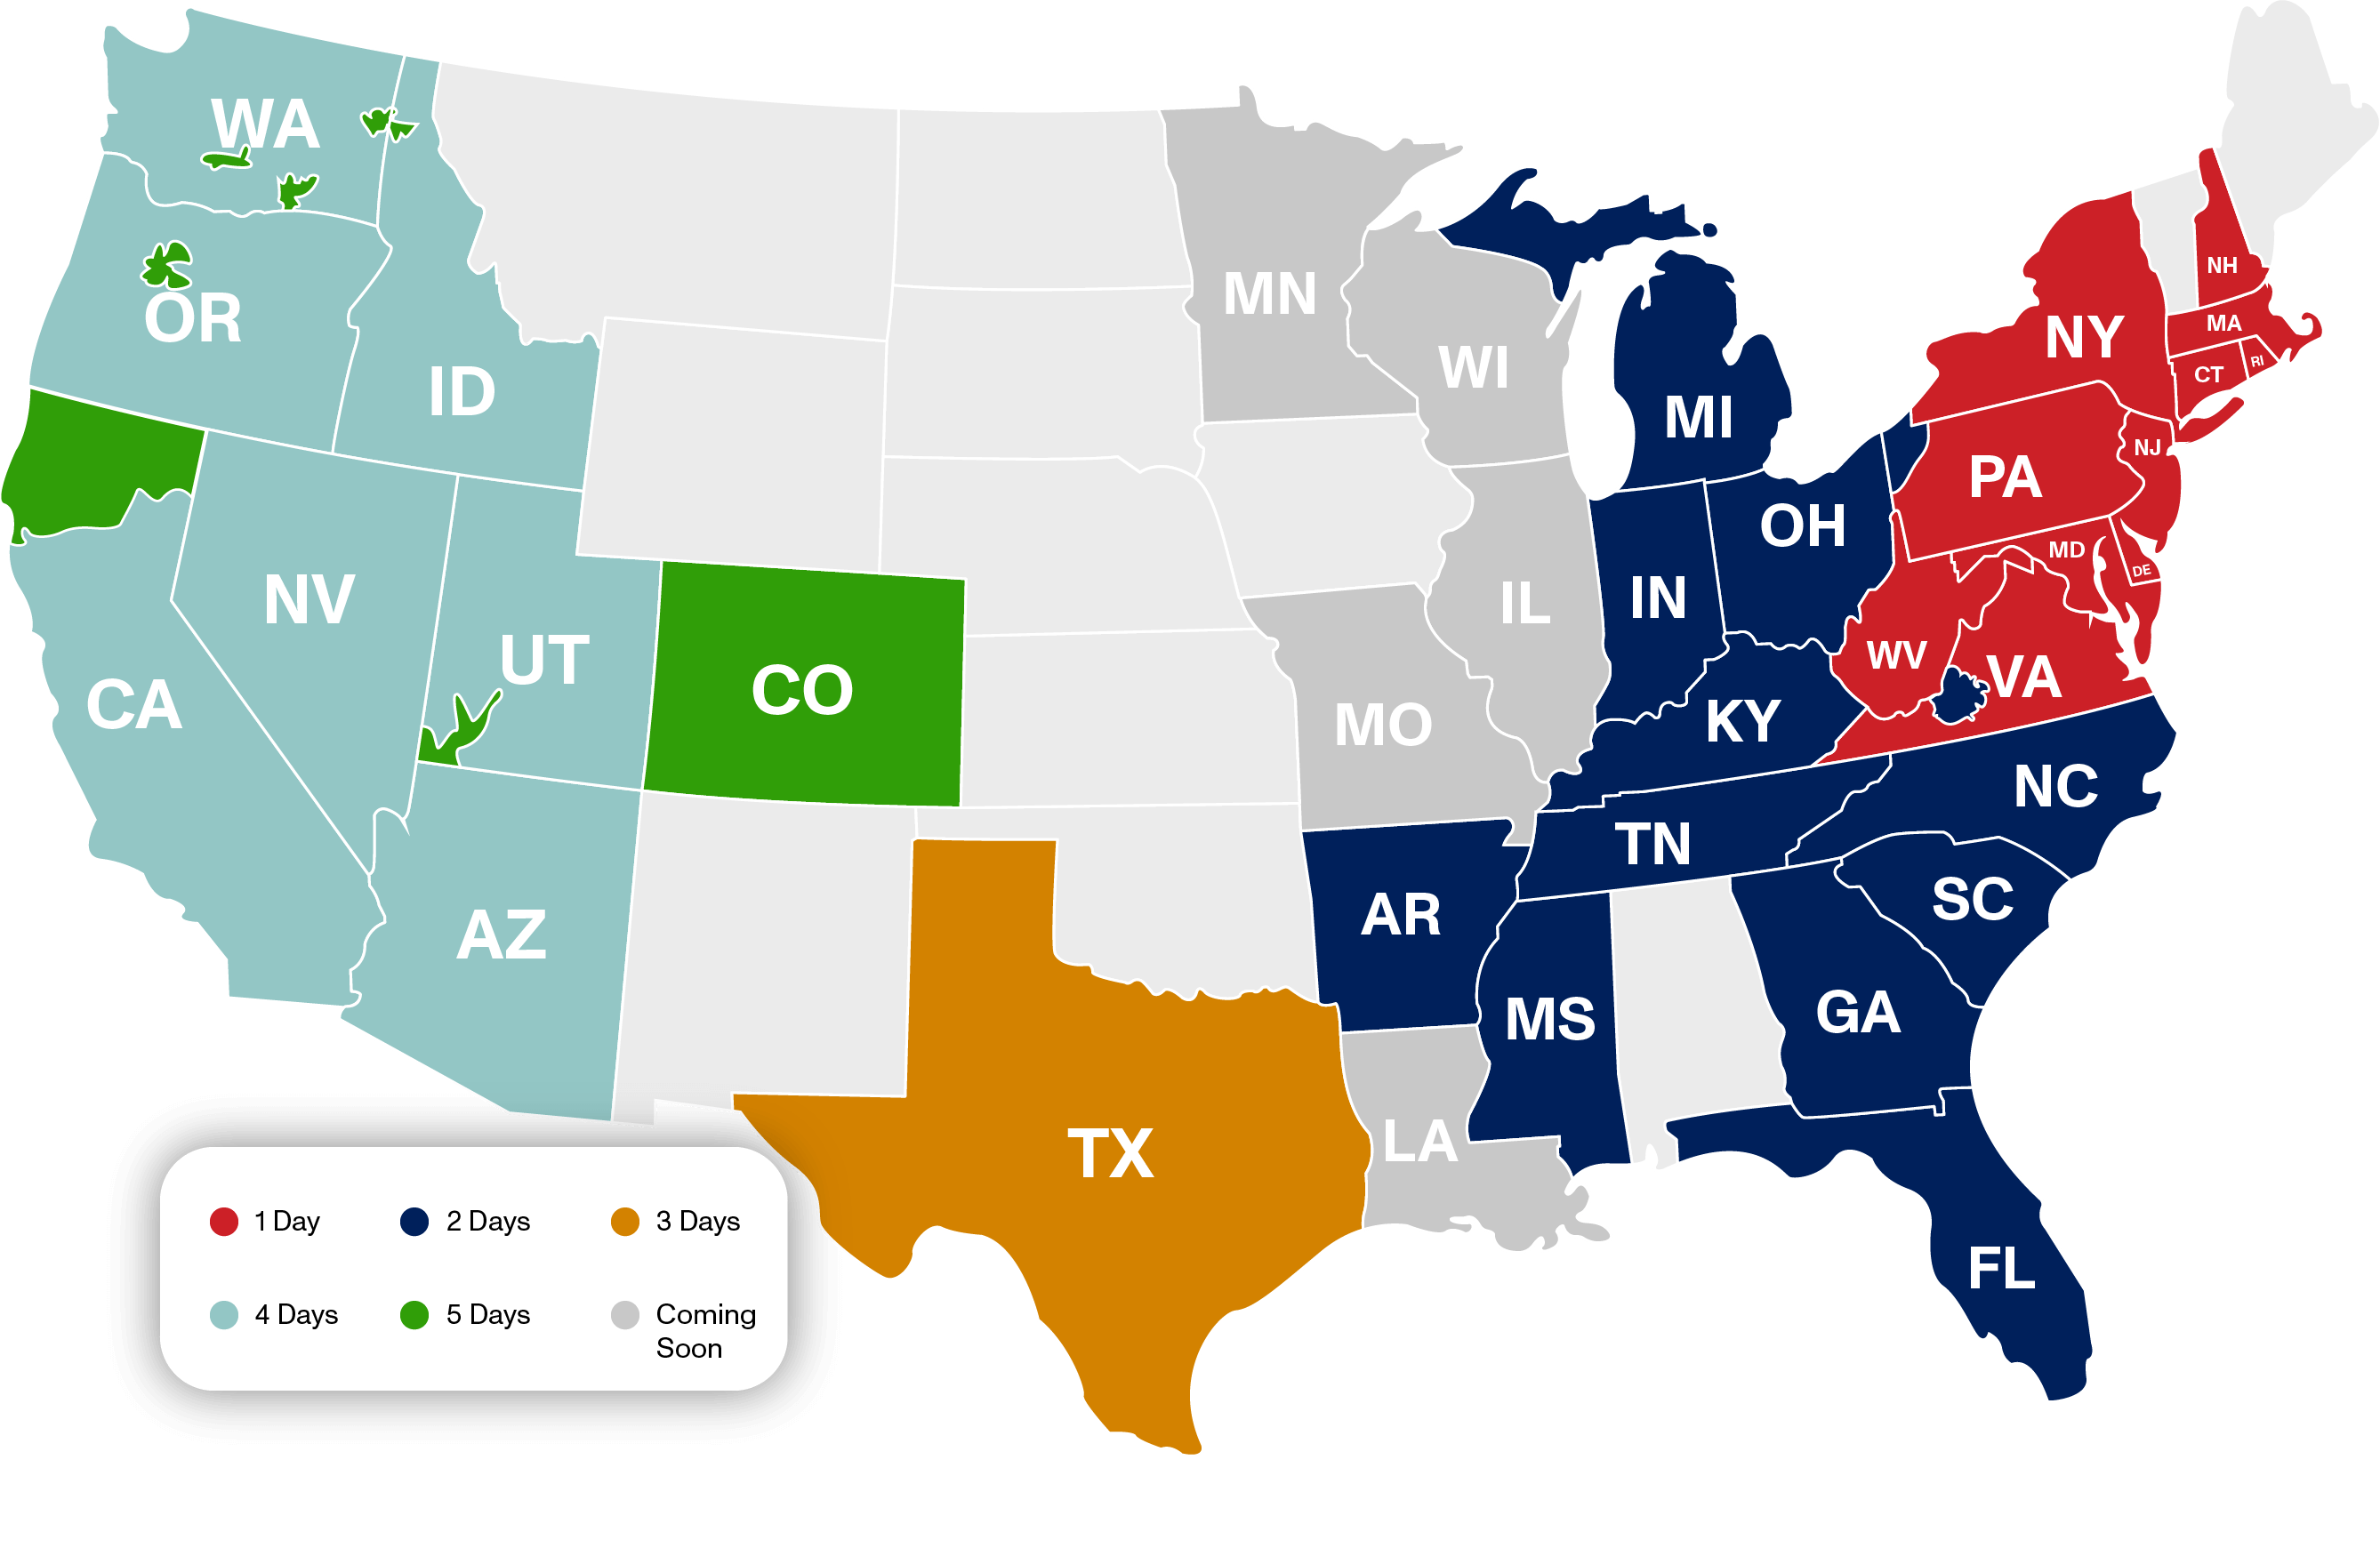 WA
OR
ID
NV
UT
CA
CO
AZ
TX
MN
WI
IL
MO
AR
LA
MS
MI
IN
OH
KY
TN
NC
SC
GA
FL
NH
MA
CT
RI
NY
NJ
PA
MD
DE
WV
VA
1 Day
2 Days
3 Days
4 Days
5 Days
Coming
Soon